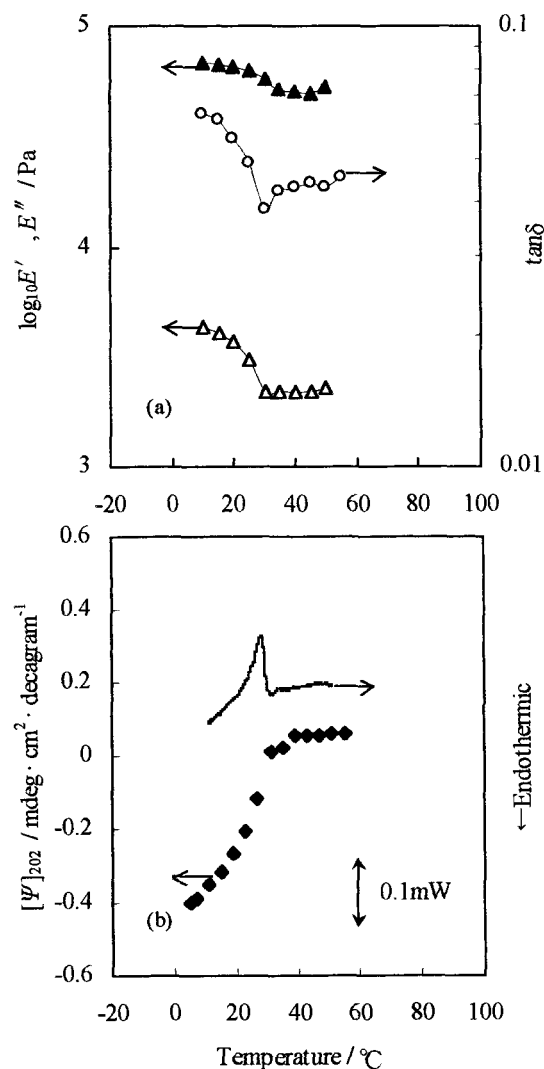 5
4
3
log₁₀E′ , E″ / Pa
0.1
0.01
tanδ
(a)
-20 0 20 40 60 80 100
0.6
0.4
0.2
0
-0.2
-0.4
-0.6
[Ψ]₂₀₂ / mdeg · cm² · decagram⁻¹
←Endothermic
0.1mW
(b)
-20 0 20 40 60 80 100
Temperature / ℃